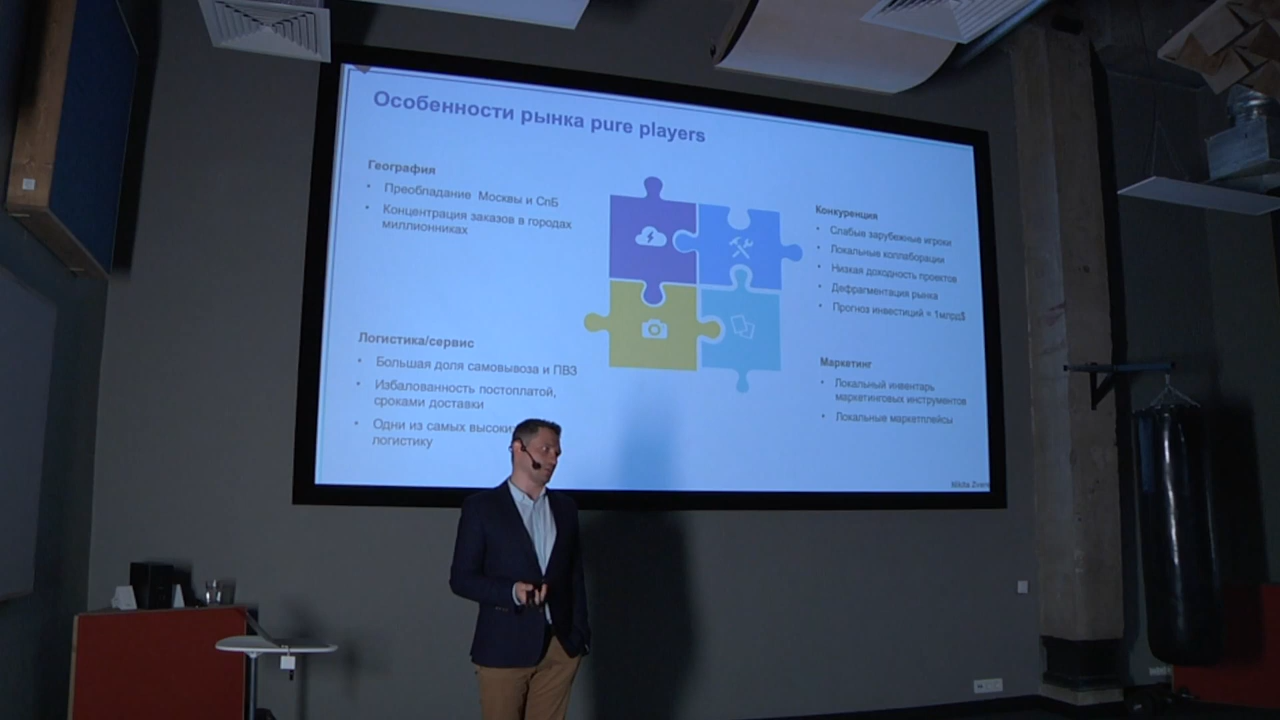 Особенности рынка pure players
География
• Преобладание Москвы и СпБ
• Концентрация заказов в городах
миллионниках
Логистика/сервис
• Большая доля самовывоза и ПВЗ
• Избалованность постоплатой,
сроками доставки
• Одни из самых
логистику
Конкуренция
• Слабые зарубежные игроки
• Локальные коллаборации
• Низкая доходность проектов
• Дефрагментация рынка
• Прогноз инвестиций = 1млрд$
Маркетинг
• Локальный инвентарь
маркетинговых инструментов
• Локальные маркетплейсы
Nikita